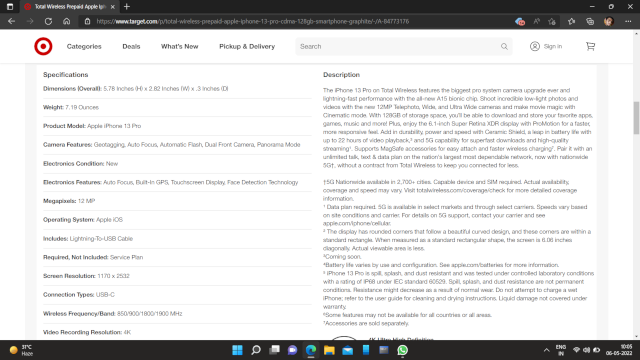 Total Wireless Prepaid Apple Iph
https://www.target.com/p/total-wireless-prepaid-apple-iphone-13-pro-cdma-128gb-smartphone-graphite/-/A-84773176
Categories
Deals
What's New
Pickup & Delivery
Search
Sign in
Specifications
Dimensions (Overall): 5.78 Inches (H) x 2.82 Inches (W) x .3 Inches (D)
Weight: 7.19 Ounces
Product Model: Apple iPhone 13 Pro
Camera Features: Geotagging, Auto Focus, Automatic Flash, Dual Front Camera, Panorama Mode
Electronics Condition: New
Electronics Features: Auto Focus, Built-In GPS, Touchscreen Display, Face Detection Technology
Megapixels: 12 MP
Operating System: Apple iOS
Includes: Lightning-To-USB Cable
Required, Not Included: Service Plan
Screen Resolution: 1170 x 2532
Connection Types: USB-C
Wireless Frequency/Band: 850/900/1800/1900 MHz
Video Recording Resolution: 4K
Description
The iPhone 13 Pro on Total Wireless features the biggest pro system camera upgrade ever and
lightning-fast performance with the all-new A15 bionic chip. Shoot incredible low-light photos and
videos with the new 12MP Telephoto, Wide, and Ultra Wide cameras and make movie magic with
Cinematic mode. With 128GB of storage space, you'll be able to download and store your favorite apps,
games, music and more! Plus, enjoy the 6.1-inch Super Retina XDR display with ProMotion for a faster,
more responsive feel. Add in durability, power and speed with Ceramic Shield, a leap in battery life with
up to 22 hours of video playback,⁵ and 5G capability for superfast downloads and high-quality
streaming¹. Supports MagSafe accessories for easy attach and faster wireless charging⁷. Pair it with an
unlimited talk, text & data plan on the nation's largest most dependable network, now with nationwide
5G†, without a contract from Total Wireless to keep you connected for less.
†5G Nationwide available in 2,700+ cities. Capable device and SIM required. Actual availability,
coverage and speed may vary. Visit totalwireless.com/coverage/check for more detailed coverage
information.
¹ Data plan required. 5G is available in select markets and through select carriers. Speeds vary based
on site conditions and carrier. For details on 5G support, contact your carrier and see
apple.com/iphone/cellular.
² The display has rounded corners that follow a beautiful curved design, and these corners are within a
standard rectangle. When measured as a standard rectangular shape, the screen is 6.06 inches
diagonally. Actual viewable area is less.
³Coming soon.
⁴Battery life varies by use and configuration. See apple.com/batteries for more information.
⁵ iPhone 13 Pro is spill, splash, and dust resistant and was tested under controlled laboratory conditions
with a rating of IP68 under IEC standard 60529. Spill, splash, and dust resistance are not permanent
conditions. Resistance might decrease as a result of normal wear. Do not attempt to charge a wet
iPhone; refer to the user guide for cleaning and drying instructions. Liquid damage not covered under
warranty.
⁶Some features may not be available for all countries or all areas.
⁷Accessories are sold separately.
31°C
Haze
ENG
IN
10:05
06-05-2022